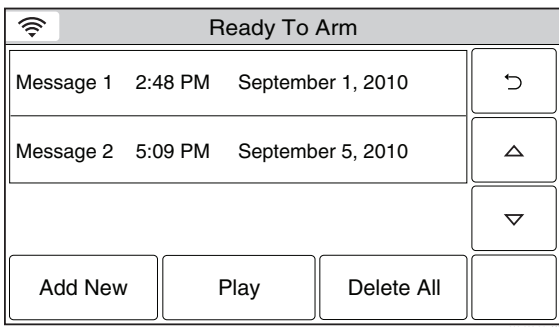 Ready To Arm
Message 1 2:48 PM September 1, 2010
Message 2 5:09 PM September 5, 2010
Add New Play Delete All